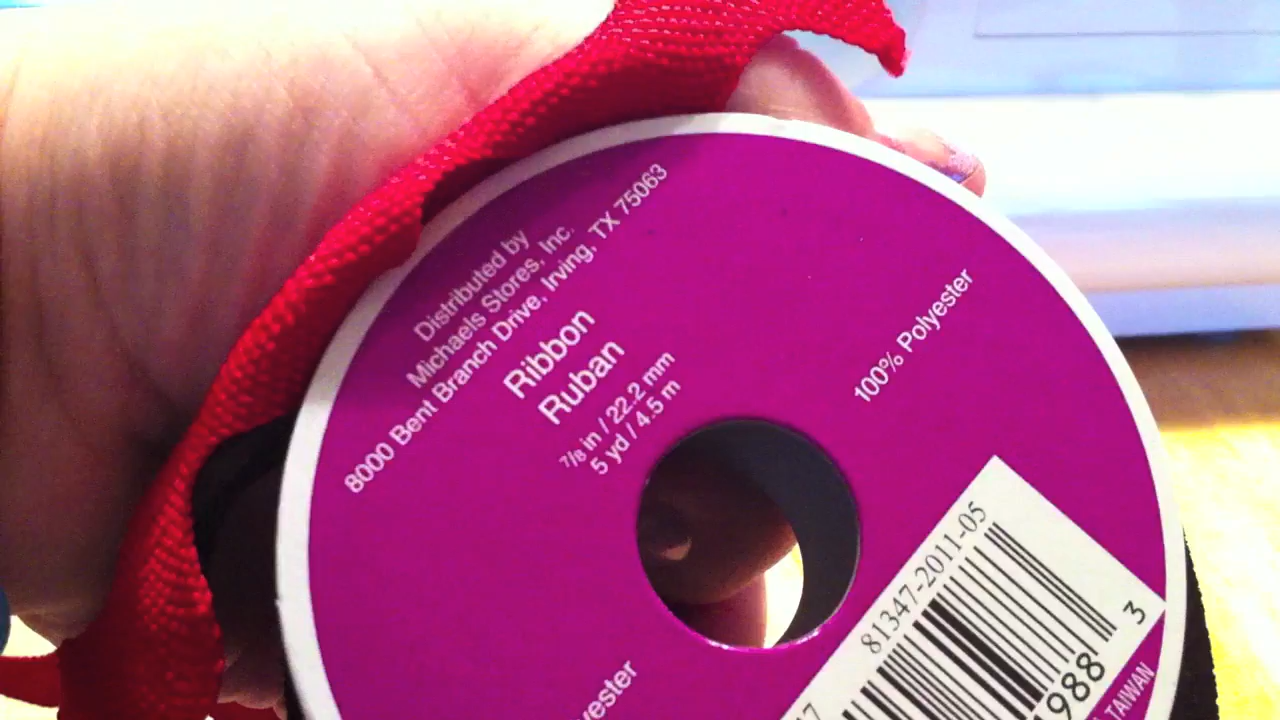 Distributed by
Michaels Stores, Inc.
8000 Bent Branch Drive, Irving, TX 75063
Ribbon
Ruban
7/8 in / 22.2 mm
5 yd / 4.5 m
100% Polyester
81347-2011-05
988
3
TAIWAN